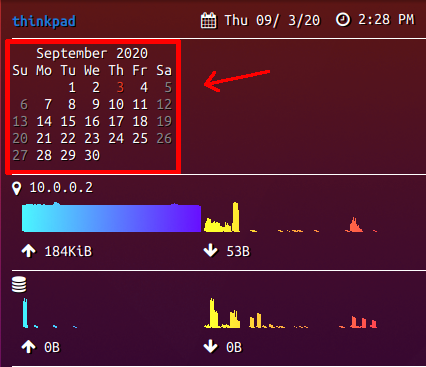 thinkpad Thu 09/ 3/20 2:28 PM
September 2020
Su Mo Tu We Th Fr Sa
1 2 3 4 5
6 7 8 9 10 11 12
13 14 15 16 17 18 19
20 21 22 23 24 25 26
27 28 29 30
10.0.0.2
184KiB 53B
0B 0B